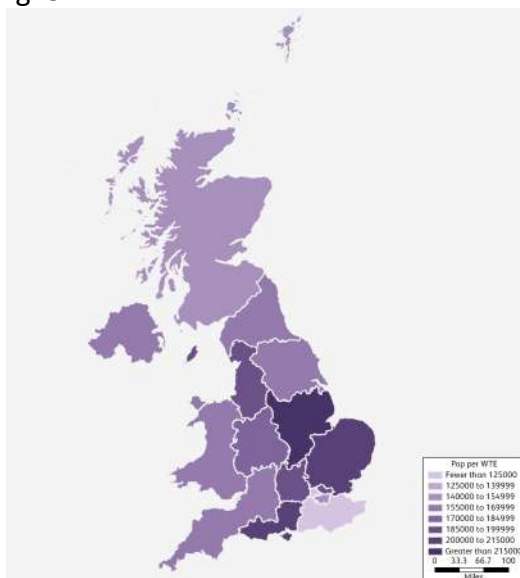 Pop per WTE
Fewer than 125000
125000 to 139999
140000 to 154999
155000 to 169999
170000 to 184999
185000 to 199999
200000 to 215000
Greater than 215000
0 33.3 66.7 100
Miles